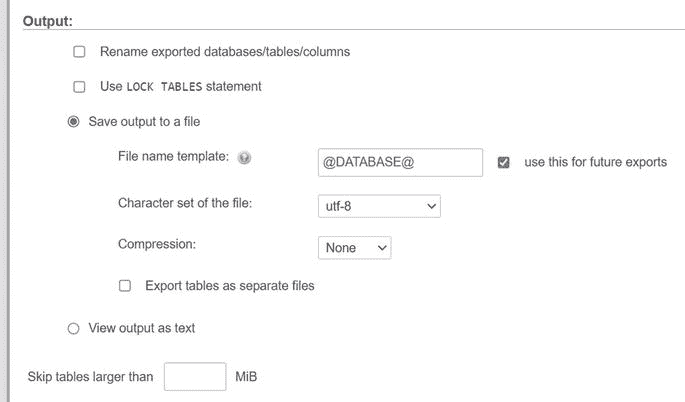 Output:
Rename exported databases/tables/columns
Use LOCK TABLES statement
Save output to a file
File name template: @DATABASE@ use this for future exports
Character set of the file: utf-8
Compression: None
Export tables as separate files
View output as text
Skip tables larger than MiB